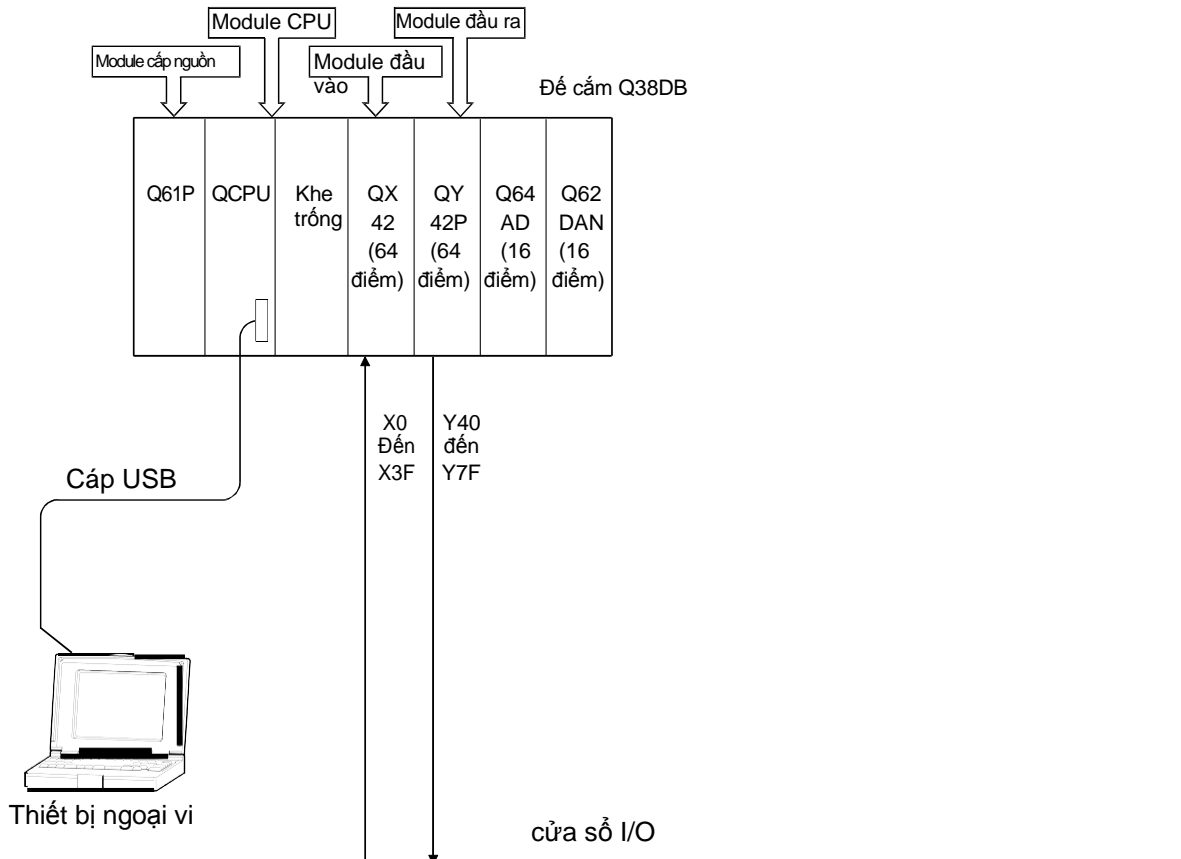 Module CPU
Module đầu ra
Module cấp nguồn
Module đầu
vào
Đế cắm Q38DB
Q61P
QCPU
Khe
trống
QX
42
(64
điểm)
QY
42P
(64
điểm)
Q64
AD
(16
điểm)
Q62
DAN
(16
điểm)
X0
Đến
X3F
Y40
đến
Y7F
Cáp USB
Thiết bị ngoại vi
cửa sổ I/O